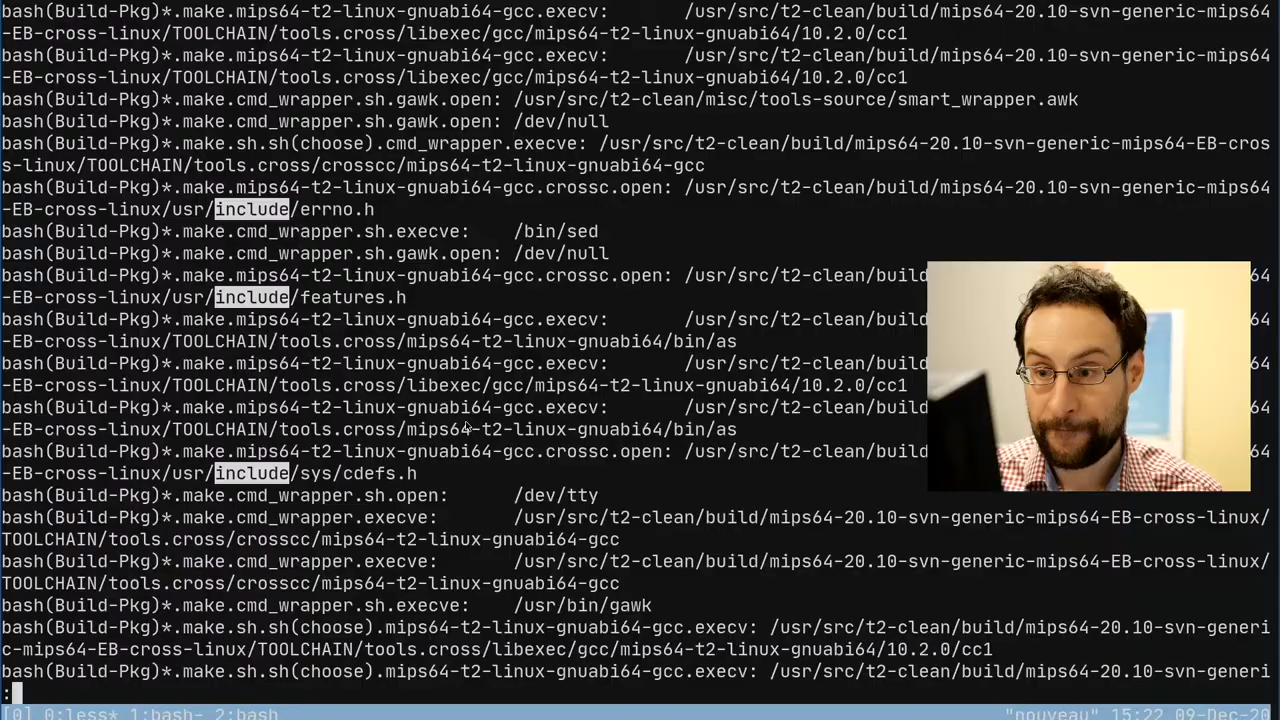 bash(Build-Pkg)*.make.mips64-t2-linux-gnuabi64-gcc.execv:       /usr/src/t2-clean/build/mips64-20.10-svn-generic-mips64
-EB-cross-linux/TOOLCHAIN/tools.cross/libexec/gcc/mips64-t2-linux-gnuabi64/10.2.0/cc1
bash(Build-Pkg)*.make.mips64-t2-linux-gnuabi64-gcc.execv:       /usr/src/t2-clean/build/mips64-20.10-svn-generic-mips64
-EB-cross-linux/TOOLCHAIN/tools.cross/libexec/gcc/mips64-t2-linux-gnuabi64/10.2.0/cc1
bash(Build-Pkg)*.make.cmd_wrapper.sh.gawk.open: /usr/src/t2-clean/misc/tools-source/smart_wrapper.awk
bash(Build-Pkg)*.make.cmd_wrapper.sh.gawk.open: /dev/null
bash(Build-Pkg)*.make.sh.sh(choose).cmd_wrapper.execve: /usr/src/t2-clean/build/mips64-20.10-svn-generic-mips64-EB-cros
s-linux/TOOLCHAIN/tools.cross/crosscc/mips64-t2-linux-gnuabi64-gcc
bash(Build-Pkg)*.make.mips64-t2-linux-gnuabi64-gcc.crossc.open: /usr/src/t2-clean/build/mips64-20.10-svn-generic-mips64
-EB-cross-linux/usr/include/errno.h
bash(Build-Pkg)*.make.cmd_wrapper.sh.execve:    /bin/sed
bash(Build-Pkg)*.make.cmd_wrapper.sh.gawk.open: /dev/null
bash(Build-Pkg)*.make.mips64-t2-linux-gnuabi64-gcc.crossc.open: /usr/src/t2-clean/build
-EB-cross-linux/usr/include/features.h 64
bash(Build-Pkg)*.make.mips64-t2-linux-gnuabi64-gcc.execv:       /usr/src/t2-clean/build 64
-EB-cross-linux/TOOLCHAIN/tools.cross/mips64-t2-linux-gnuabi64/bin/as
bash(Build-Pkg)*.make.mips64-t2-linux-gnuabi64-gcc.execv:       /usr/src/t2-clean/build 64
-EB-cross-linux/TOOLCHAIN/tools.cross/libexec/gcc/mips64-t2-linux-gnuabi64/10.2.0/cc1
bash(Build-Pkg)*.make.mips64-t2-linux-gnuabi64-gcc.execv:       /usr/src/t2-clean/build 64
-EB-cross-linux/TOOLCHAIN/tools.cross/mips64-t2-linux-gnuabi64/bin/as
bash(Build-Pkg)*.make.mips64-t2-linux-gnuabi64-gcc.crossc.open: /usr/src/t2-clean/build 64
-EB-cross-linux/usr/include/sys/cdefs.h
bash(Build-Pkg)*.make.cmd_wrapper.sh.open:      /dev/tty
bash(Build-Pkg)*.make.cmd_wrapper.execve:       /usr/src/t2-clean/build/mips64-20.10-svn-generic-mips64-EB-cross-linux/
TOOLCHAIN/tools.cross/crosscc/mips64-t2-linux-gnuabi64-gcc
bash(Build-Pkg)*.make.cmd_wrapper.execve:       /usr/src/t2-clean/build/mips64-20.10-svn-generic-mips64-EB-cross-linux/
TOOLCHAIN/tools.cross/crosscc/mips64-t2-linux-gnuabi64-gcc
bash(Build-Pkg)*.make.cmd_wrapper.sh.execve:    /usr/bin/gawk
bash(Build-Pkg)*.make.sh.sh(choose).mips64-t2-linux-gnuabi64-gcc.execv: /usr/src/t2-clean/build/mips64-20.10-svn-generi
c-mips64-EB-cross-linux/TOOLCHAIN/tools.cross/libexec/gcc/mips64-t2-linux-gnuabi64/10.2.0/cc1
bash(Build-Pkg)*.make.sh.sh(choose).mips64-t2-linux-gnuabi64-gcc.execv: /usr/src/t2-clean/build/mips64-20.10-svn-generi
:
[0] 0:less* 1:bash- 2:bash "nouveau" 15:22 09-Dec-20